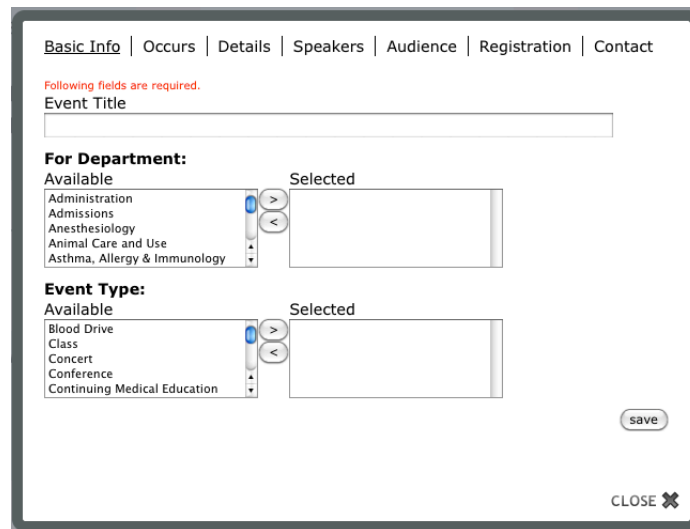 Basic Info | Occurs | Details | Speakers | Audience | Registration | Contact
Following fields are required.
Event Title
For Department:
Available Selected
Administration
Admissions
Anesthesiology
Animal Care and Use
Asthma, Allergy & Immunology
>
<
Event Type:
Available Selected
Blood Drive
Class
Concert
Conference
Continuing Medical Education
>
<
save
CLOSE ✖